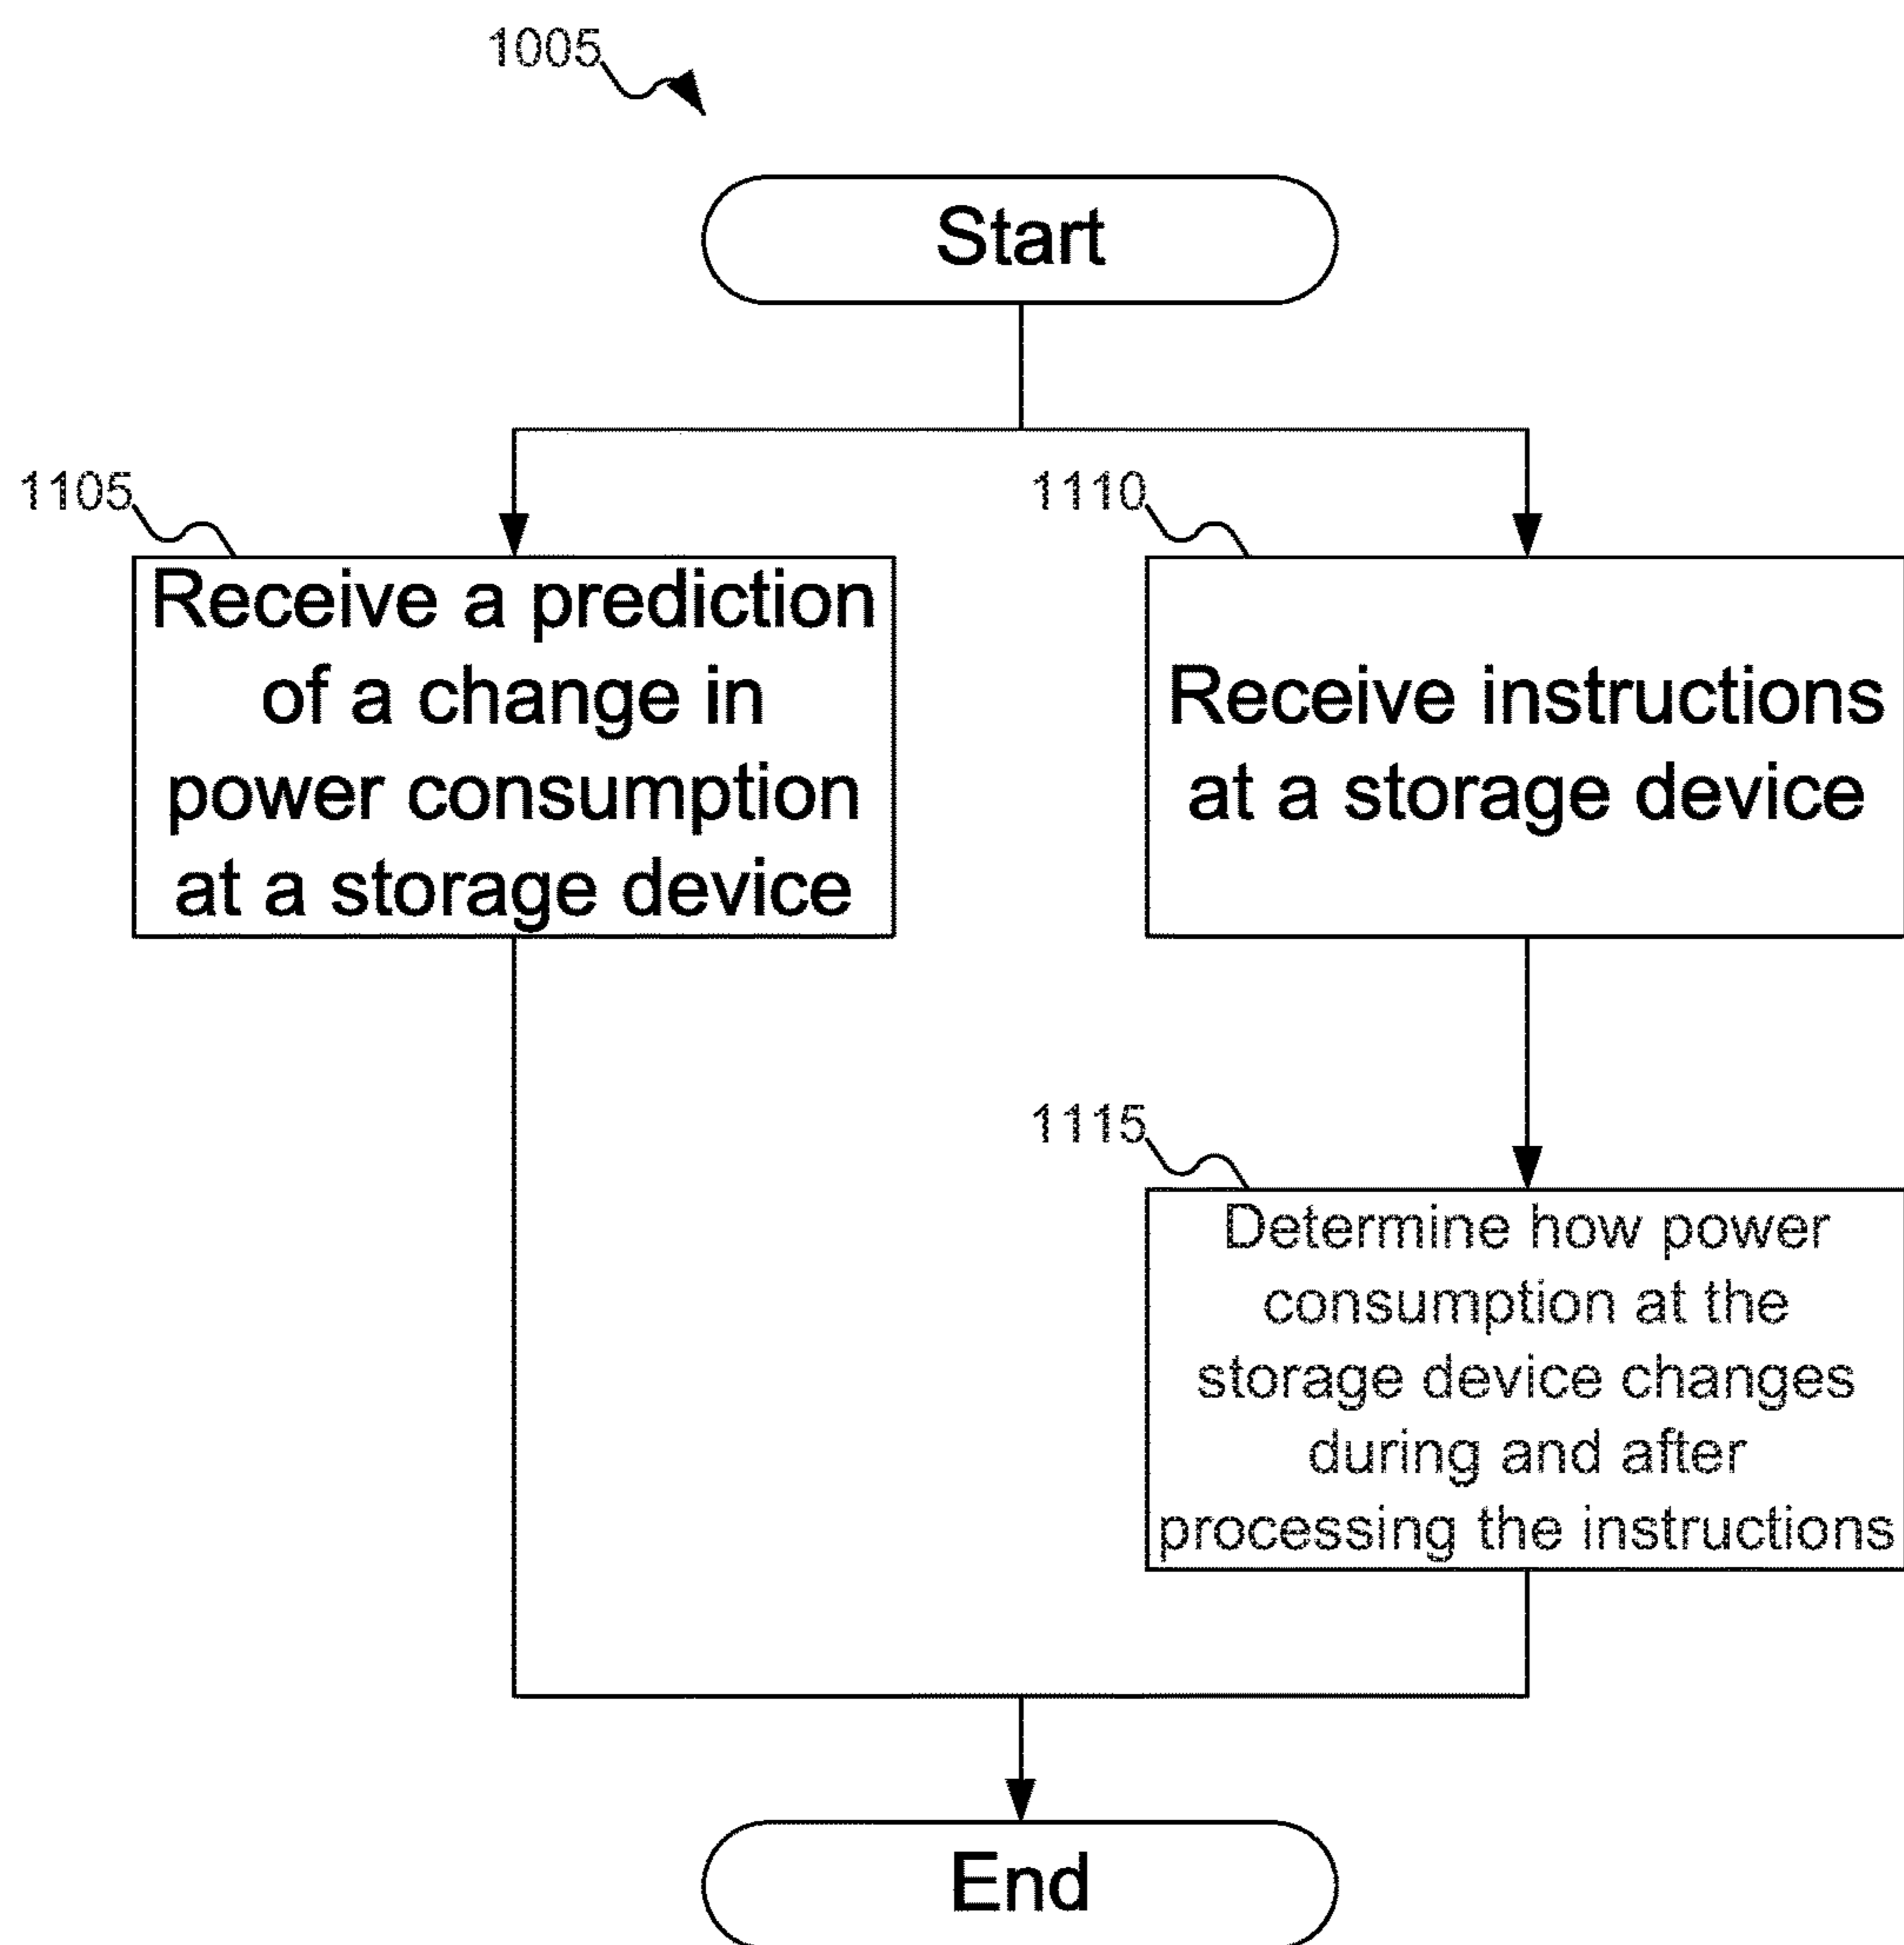 1005
Start
1105
Receive a prediction
of a change in
power consumption
at a storage device
1110
Receive instructions
at a storage device
1115
Determine how power
consumption at the
storage device changes
during and after
processing the instructions
End